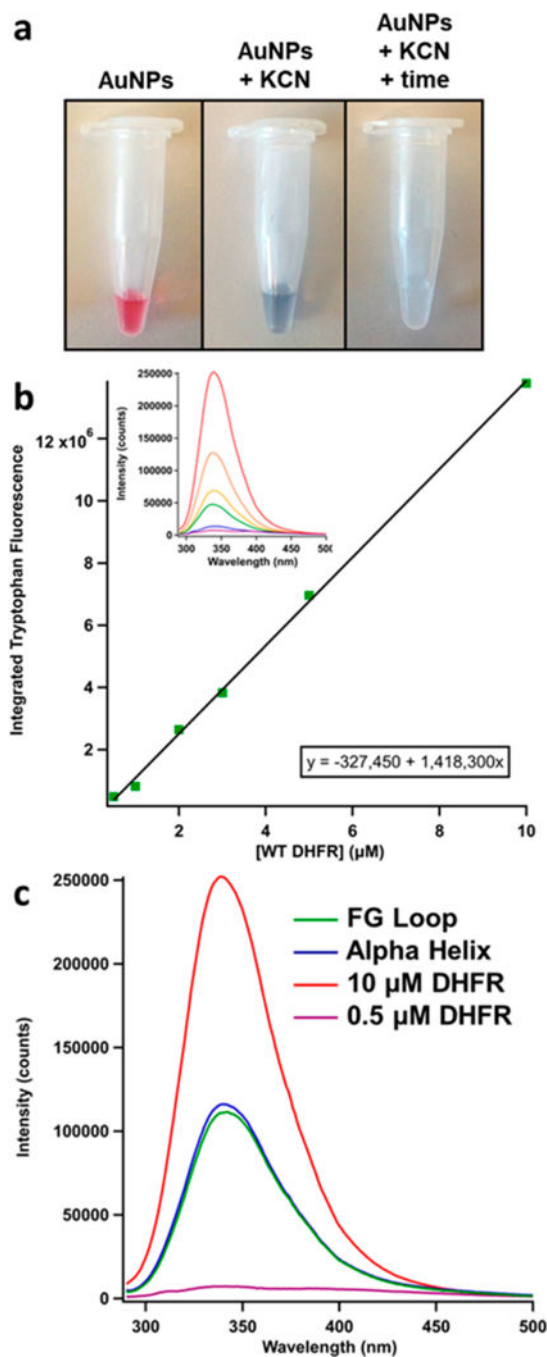 a
AuNPs
AuNPs
+ KCN
AuNPs
+ KCN
+ time
b
Integrated Tryptophan Fluorescence
12 x10⁶
10
8
6
4
2
2
4
6
8
10
[WT DHFR] (µM)
y = -327,450 + 1,418,300x
Intensity (counts)
250000
200000
150000
100000
50000
0
300
350
400
450
500
Wavelength (nm)
c
Intensity (counts)
250000
200000
150000
100000
50000
0
300
350
400
450
500
Wavelength (nm)
FG Loop
Alpha Helix
10 µM DHFR
0.5 µM DHFR